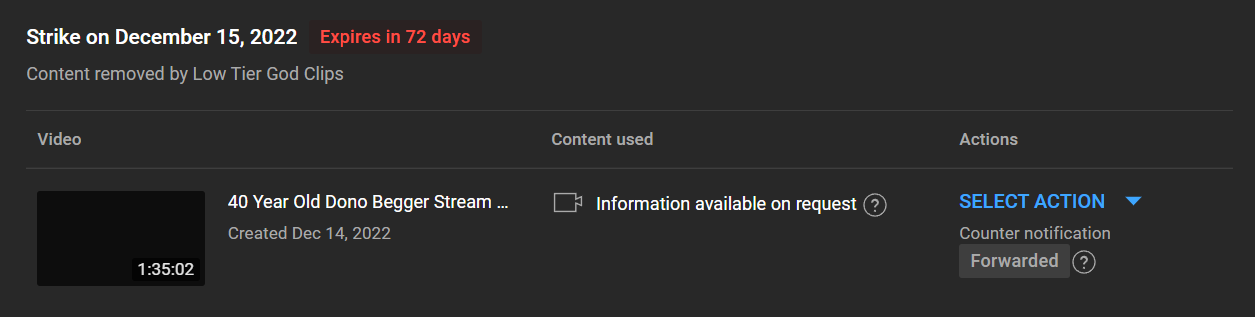 Strike on December 15, 2022 Expires in 72 days
Content removed by Low Tier God Clips
Video Content used Actions
40 Year Old Dono Begger Stream ... Information available on request ? SELECT ACTION
Created Dec 14, 2022 Counter notification
1:35:02 Forwarded ?